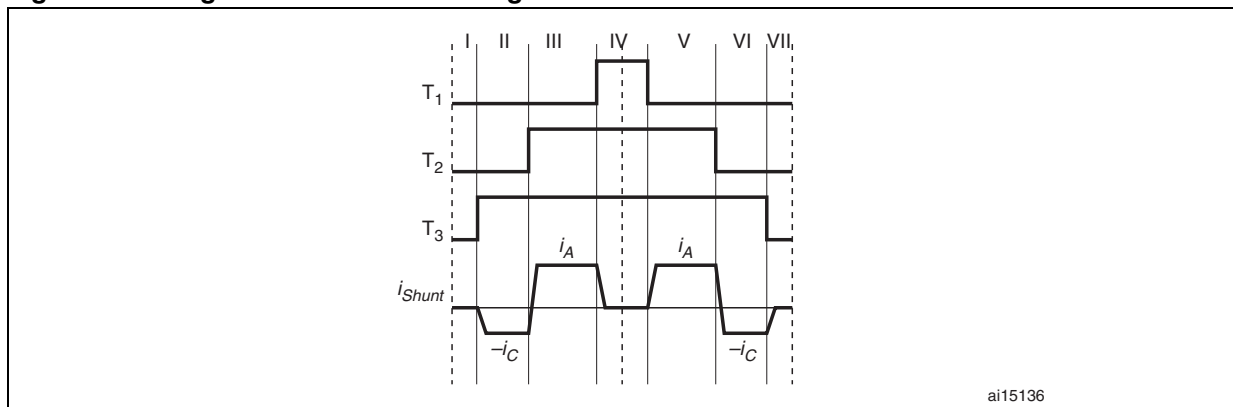 I II III IV V VI VII
T1
T2
T3
iA iA
iShunt
–iC –iC
ai15136